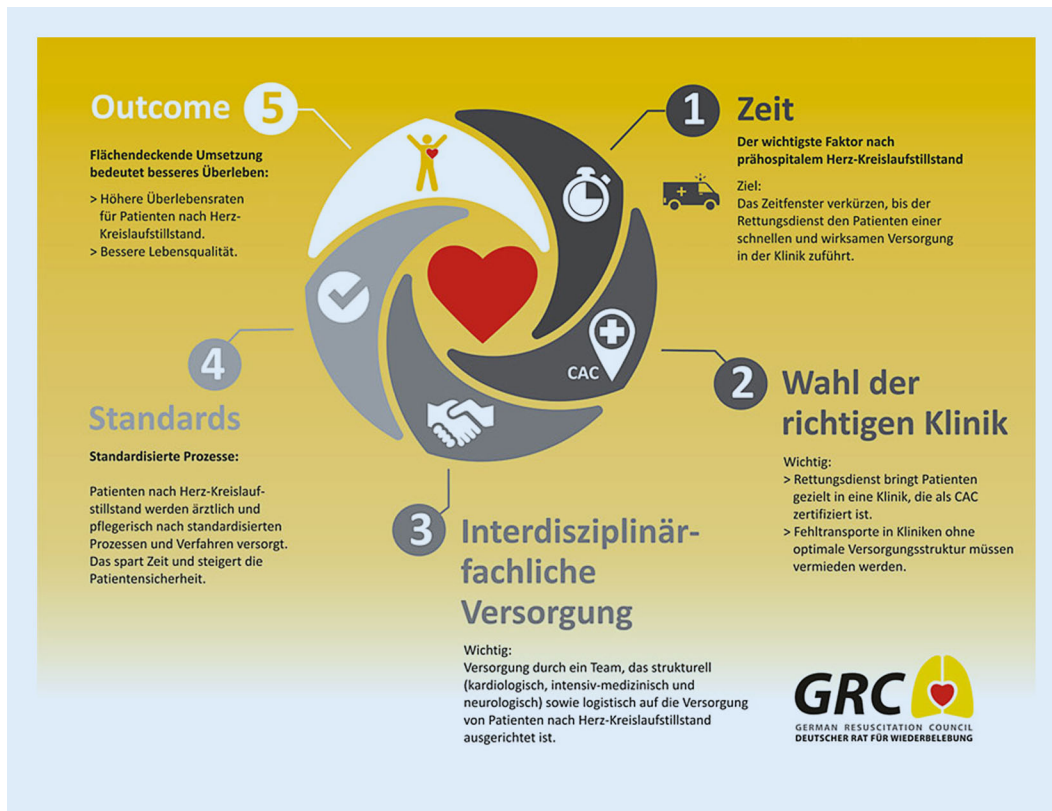 1
Zeit
Der wichtigste Faktor nach
prähospitalem Herz-Kreislaufstillstand
Ziel:
Das Zeitfenster verkürzen, bis der
Rettungsdienst den Patienten einer
schnellen und wirksamen Versorgung
in der Klinik zuführt.
CAC
2
Wahl der
richtigen Klinik
Wichtig:
> Rettungsdienst bringt Patienten
gezielt in eine Klinik, die als CAC
zertifiziert ist.
> Fehltransporte in Kliniken ohne
optimale Versorgungsstruktur müssen
vermieden werden.
3
Interdisziplinär-
fachliche
Versorgung
Wichtig:
Versorgung durch ein Team, das strukturell
(kardiologisch, intensiv-medizinisch und
neurologisch) sowie logistisch auf die Versorgung
von Patienten nach Herz-Kreislaufstillstand
ausgerichtet ist.
4
Standards
Standardisierte Prozesse:
Patienten nach Herz-Kreislauf-
stillstand werden ärztlich und
pflegerisch nach standardisierten
Prozessen und Verfahren versorgt.
Das spart Zeit und steigert die
Patientensicherheit.
Outcome 5
Flächendeckende Umsetzung
bedeutet besseres Überleben:
> Höhere Überlebensraten
für Patienten nach Herz-
Kreislaufstillstand.
> Bessere Lebensqualität.
GRC
GERMAN RESUSCITATION COUNCIL
DEUTSCHER RAT FÜR WIEDERBELEBUNG